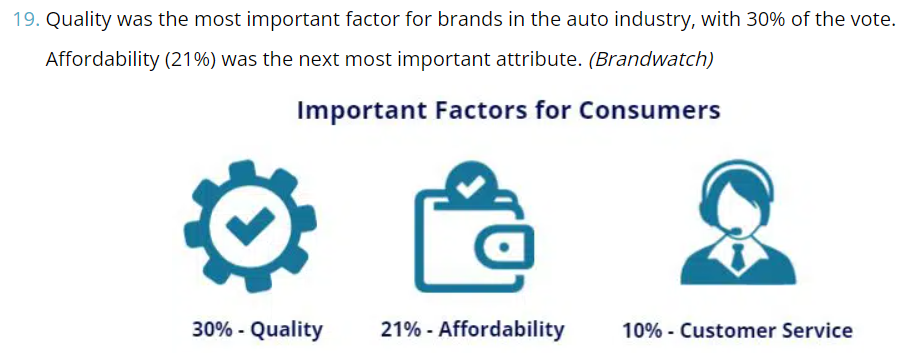 19. Quality was the most important factor for brands in the auto industry, with 30% of the vote.
Affordability (21%) was the next most important attribute. (Brandwatch)
Important Factors for Consumers
30% - Quality
21% - Affordability
10% - Customer Service